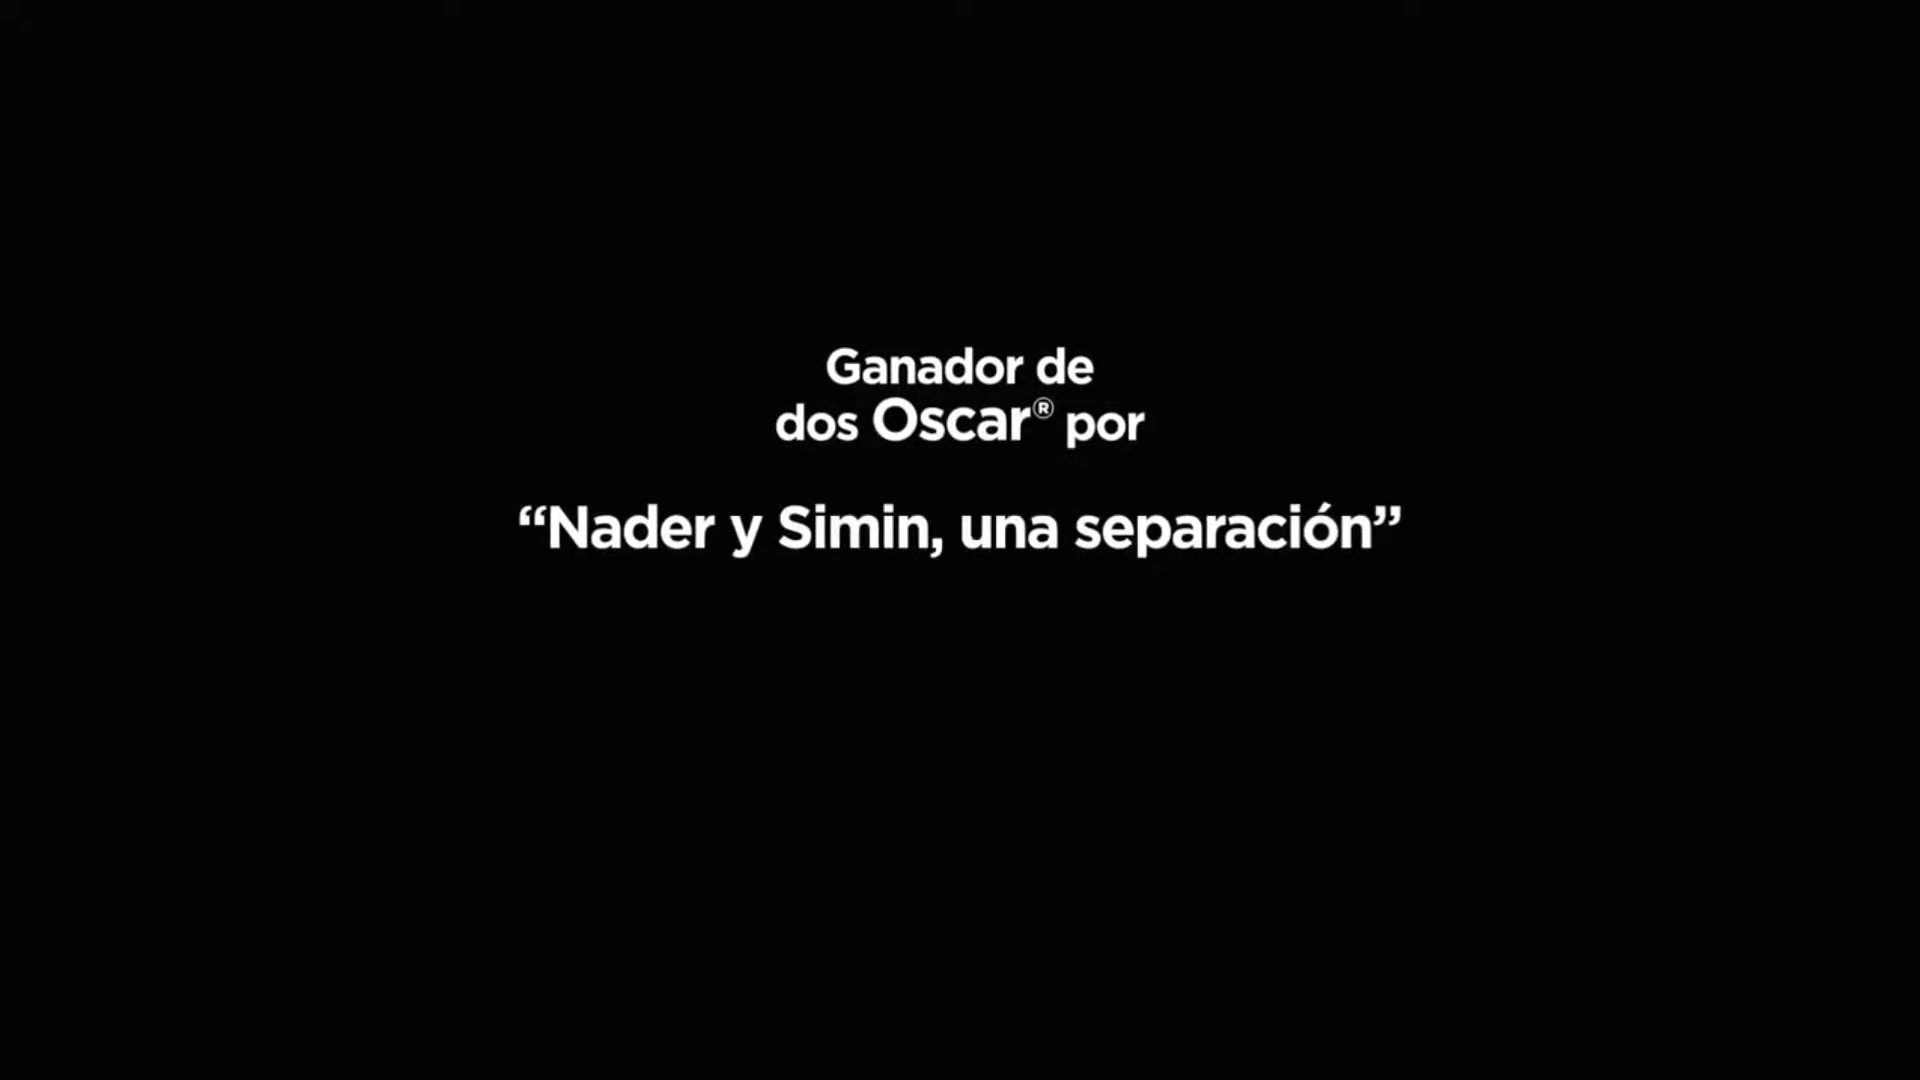 Ganador de
dos Oscar® por
“Nader y Simin, una separación”